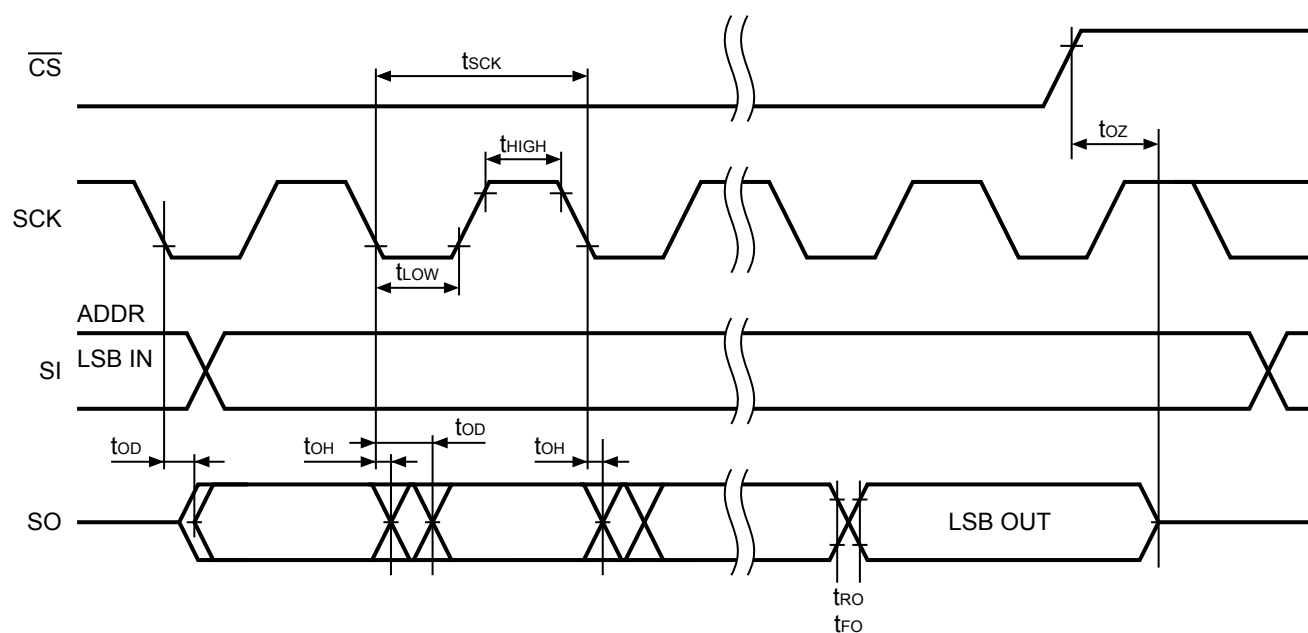 CS
tSCK
tOZ
tHIGH
SCK
tLOW
ADDR
LSB IN
SI
tOD
tOH
tOD
tOH
SO
LSB OUT
tRO
tFO